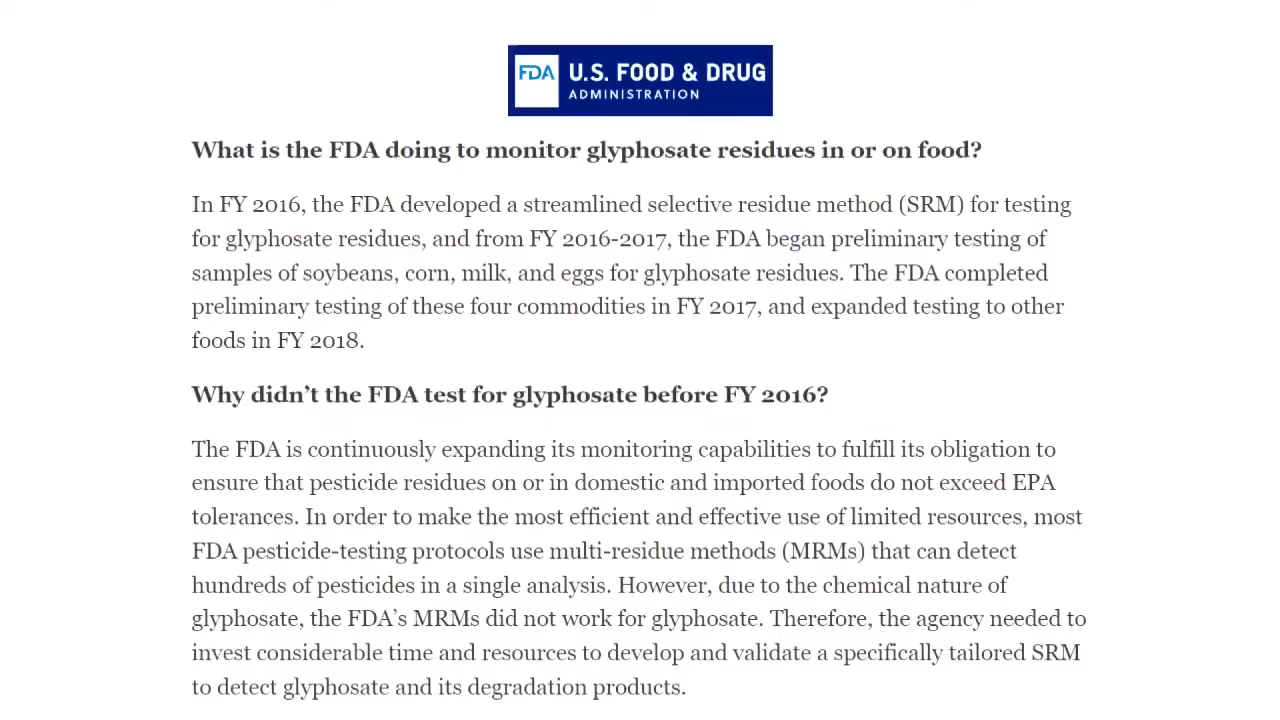 FDA U.S. FOOD & DRUG
ADMINISTRATION
What is the FDA doing to monitor glyphosate residues in or on food?
In FY 2016, the FDA developed a streamlined selective residue method (SRM) for testing
for glyphosate residues, and from FY 2016-2017, the FDA began preliminary testing of
samples of soybeans, corn, milk, and eggs for glyphosate residues. The FDA completed
preliminary testing of these four commodities in FY 2017, and expanded testing to other
foods in FY 2018.
Why didn’t the FDA test for glyphosate before FY 2016?
The FDA is continuously expanding its monitoring capabilities to fulfill its obligation to
ensure that pesticide residues on or in domestic and imported foods do not exceed EPA
tolerances. In order to make the most efficient and effective use of limited resources, most
FDA pesticide-testing protocols use multi-residue methods (MRMs) that can detect
hundreds of pesticides in a single analysis. However, due to the chemical nature of
glyphosate, the FDA’s MRMs did not work for glyphosate. Therefore, the agency needed to
invest considerable time and resources to develop and validate a specifically tailored SRM
to detect glyphosate and its degradation products.